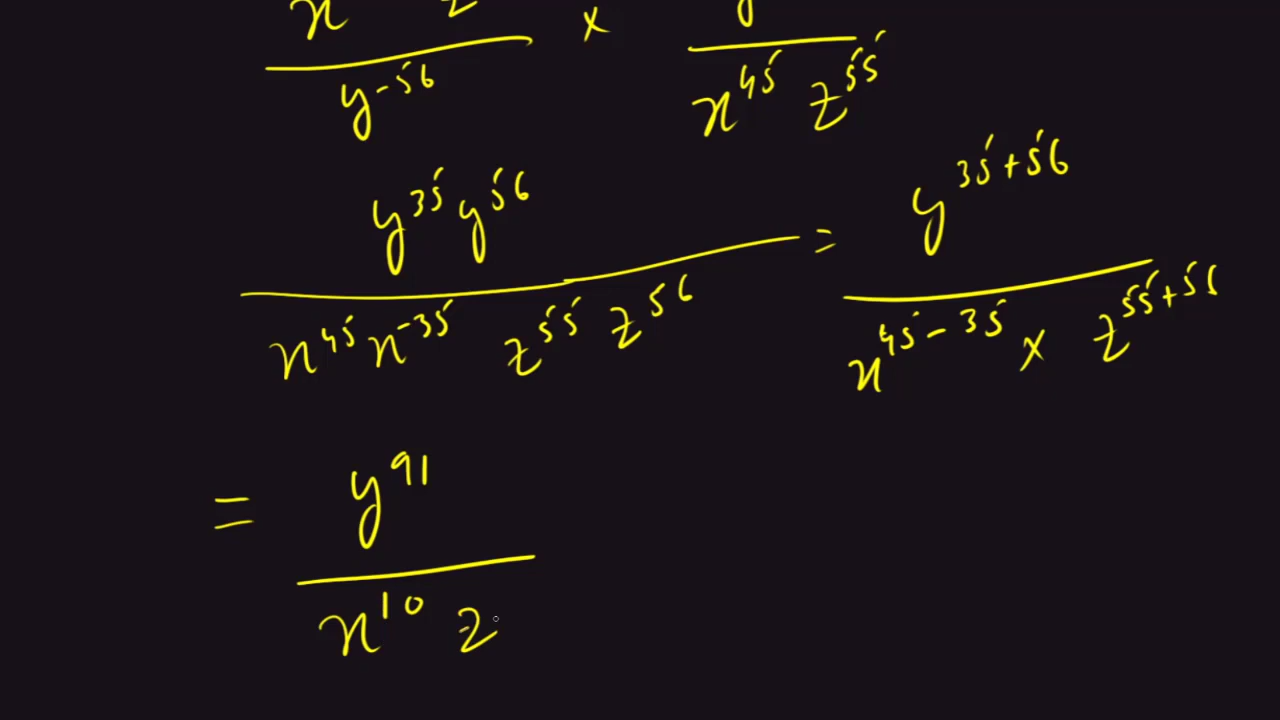 x z × y
y^-56 x^45 z^55
y^35 y^56 = y^35+56
x^45 x^-35 z^55 z^56 x^45-35 × z^55+56
= y^91
x^10 z